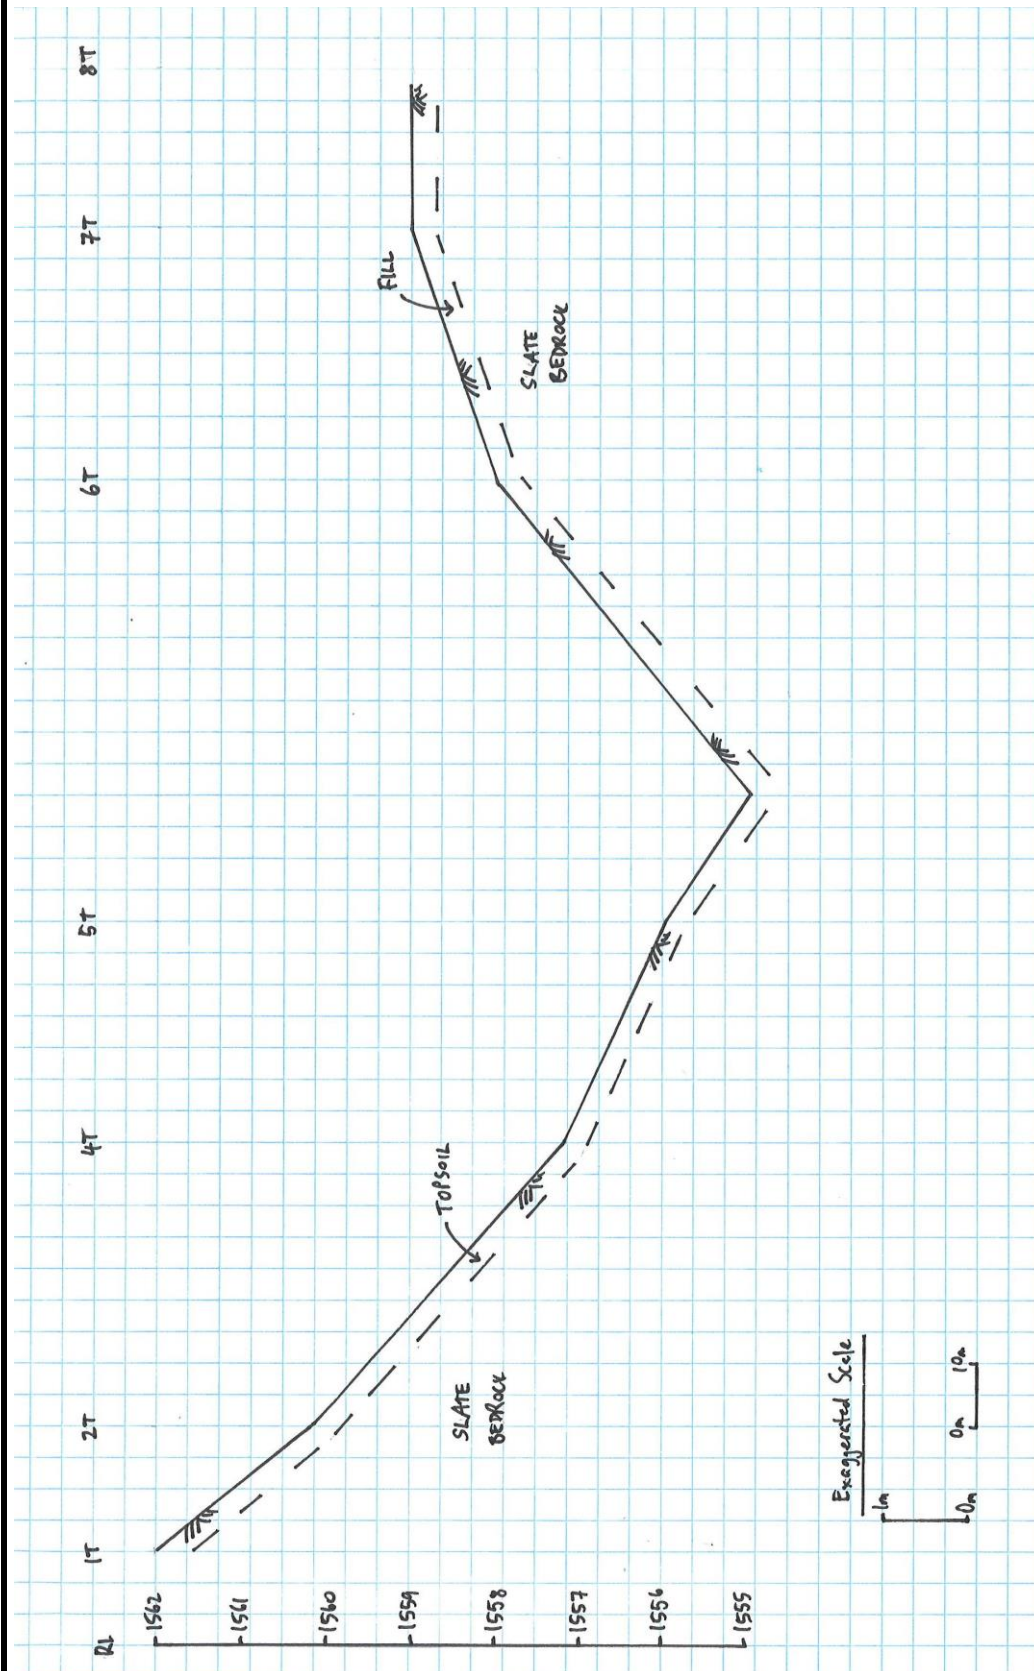 1T
2T
4T
5T
6T
7T
8T
RL
1562
1561
1560
1559
1558
1557
1556
1555
TOPSOIL
SLATE
BEDROCK
FILL
SLATE
BEDROCK
Exaggerated Scale
1m
0m
0m 10m